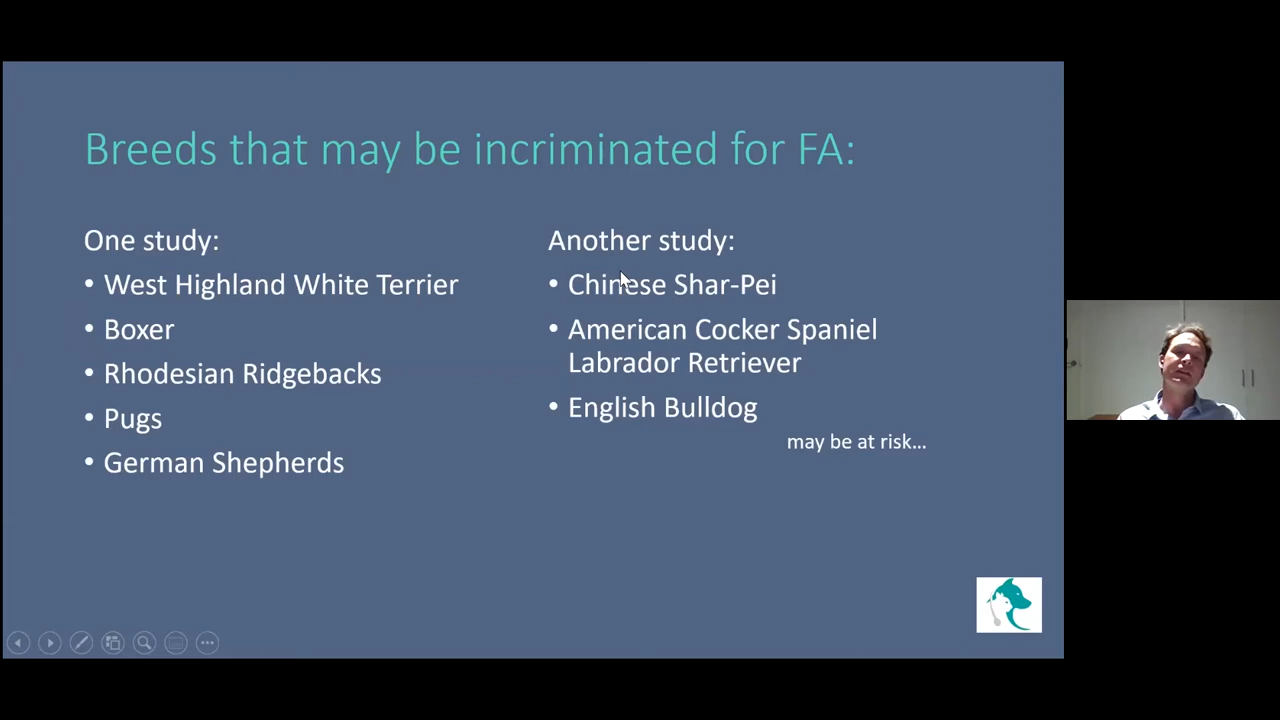 Breeds that may be incriminated for FA:
One study:
• West Highland White Terrier
• Boxer
• Rhodesian Ridgebacks
• Pugs
• German Shepherds
Another study:
• Chinese Shar-Pei
• American Cocker Spaniel
Labrador Retriever
• English Bulldog
may be at risk...